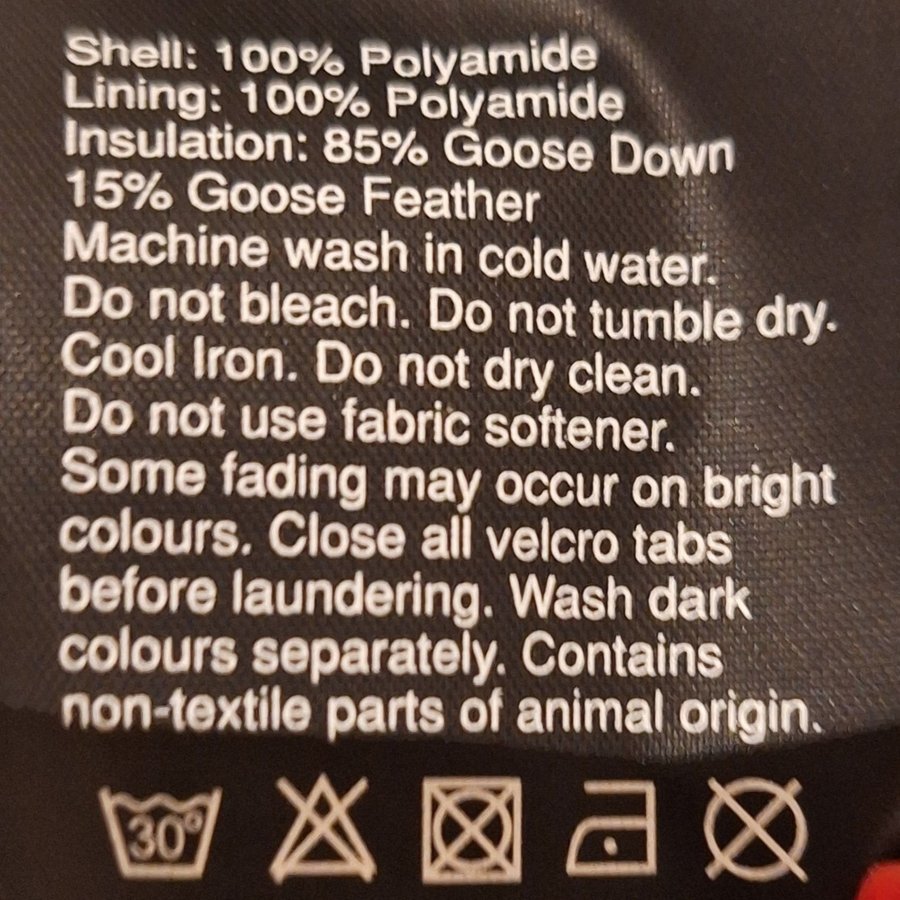 Shell: 100% Polyamide
Lining: 100% Polyamide
Insulation: 85% Goose Down
15% Goose Feather
Machine wash in cold water.
Do not bleach. Do not tumble dry.
Cool Iron. Do not dry clean.
Do not use fabric softener.
Some fading may occur on bright
colours. Close all velcro tabs
before laundering. Wash dark
colours separately. Contains
non-textile parts of animal origin.
30°